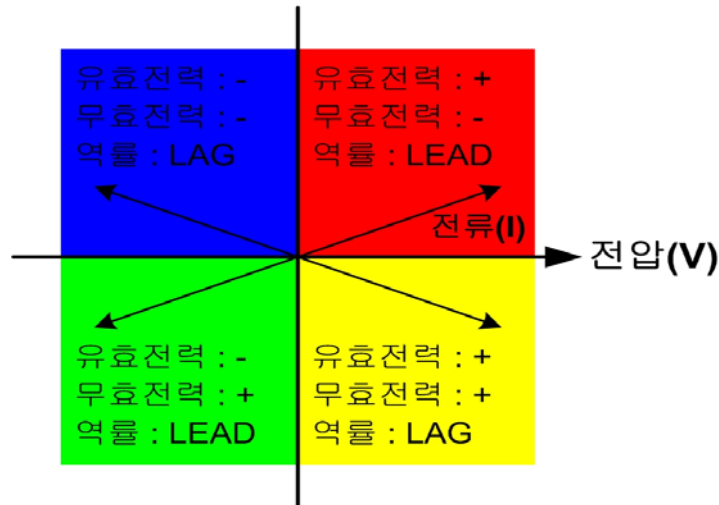 유효전력 : -
무효전력 : -
역률 : LAG
유효전력 : +
무효전력 : -
역률 : LEAD
전류(I)
전압(V)
유효전력 : -
무효전력 : +
역률 : LEAD
유효전력 : +
무효전력 : +
역률 : LAG